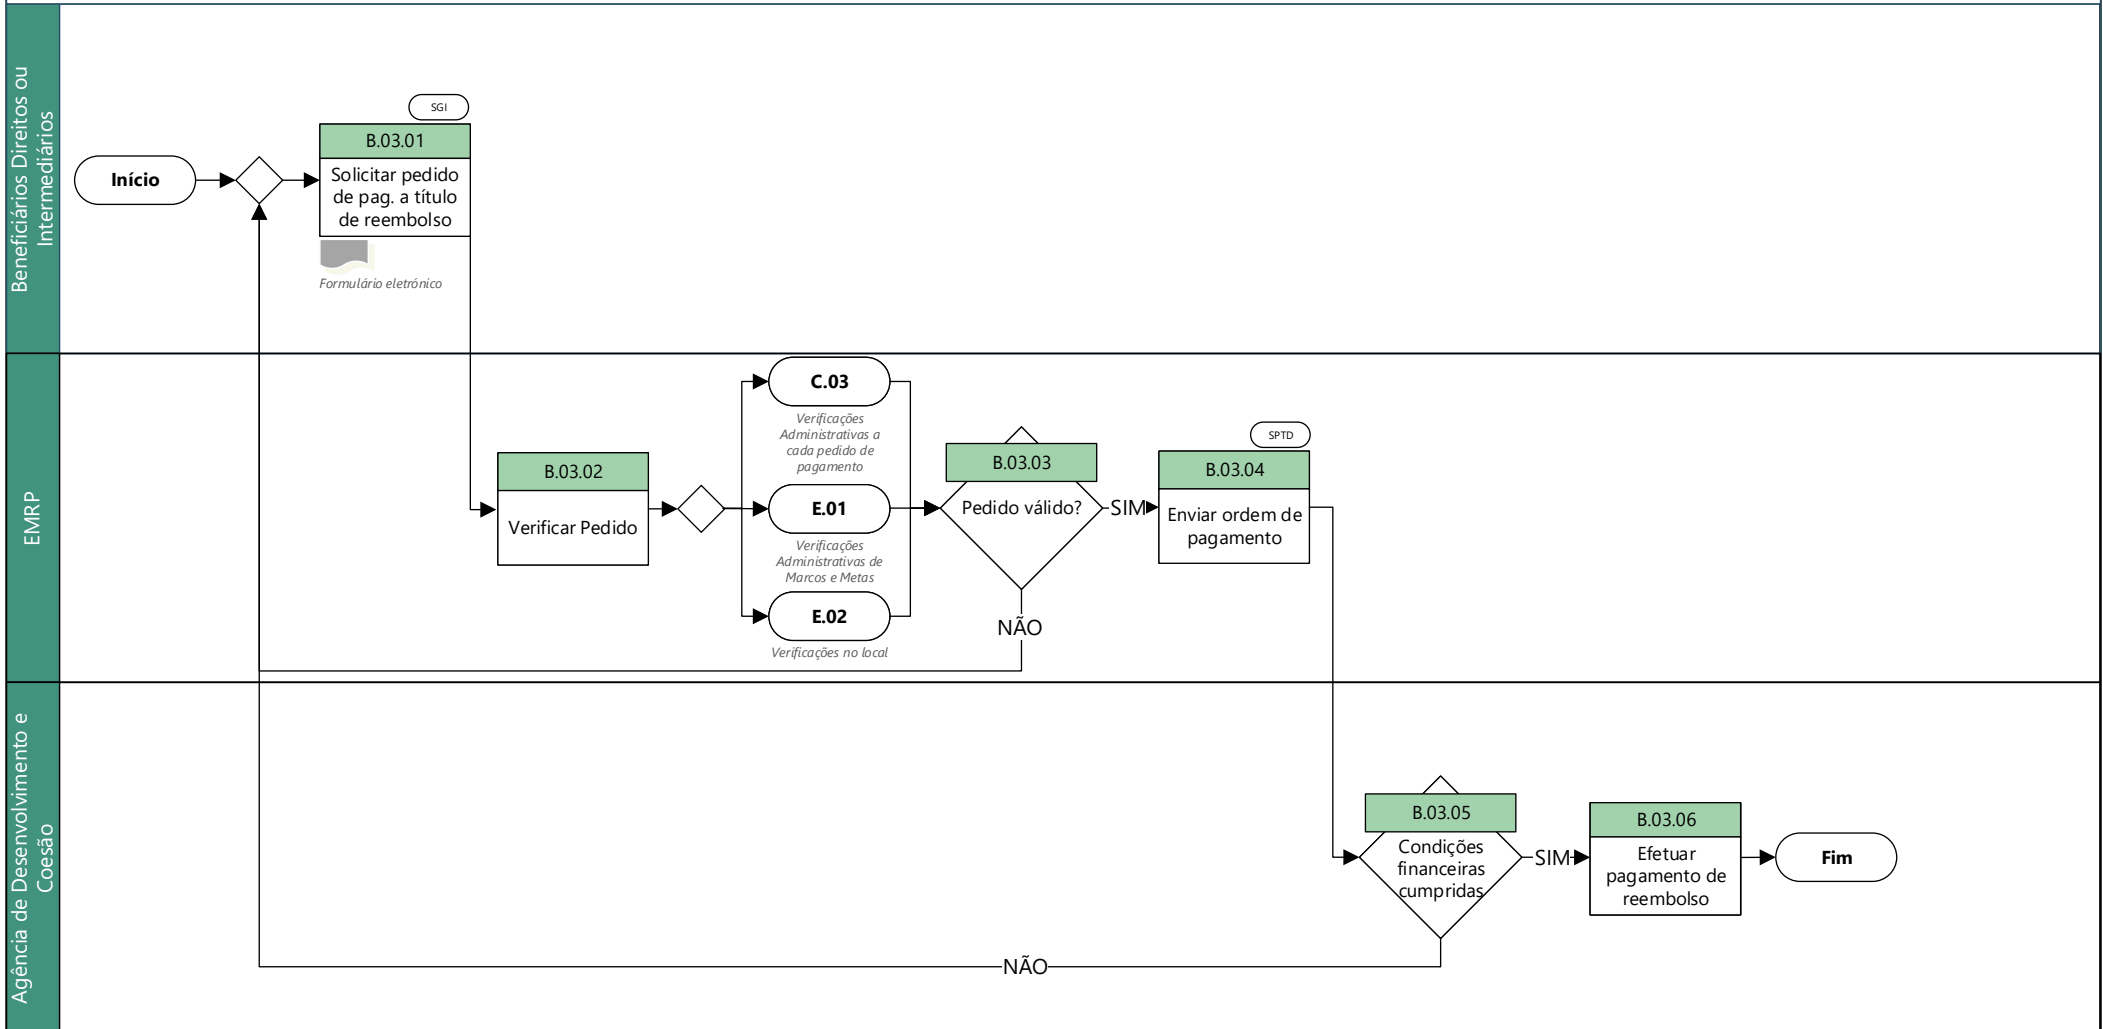 Beneficiários Direitos ou
Intermediários
SGI
B.03.01
Início
Solicitar pedido
de pag. a título
de reembolso
Formulário eletrónico
EMRP
C.03
Verificações
Administrativas a
cada pedido de
pagamento
SPTD
B.03.02
Verificar Pedido
E.01
Verificações
Administrativas de
Marcos e Metas
E.02
Verificações no local
B.03.03
Pedido válido?
SIM
NÃO
B.03.04
Enviar ordem de
pagamento
Agência de Desenvolvimento e
Coesão
B.03.05
Condições
financeiras
cumpridas
SIM
NÃO
B.03.06
Efetuar
pagamento de
reembolso
Fim